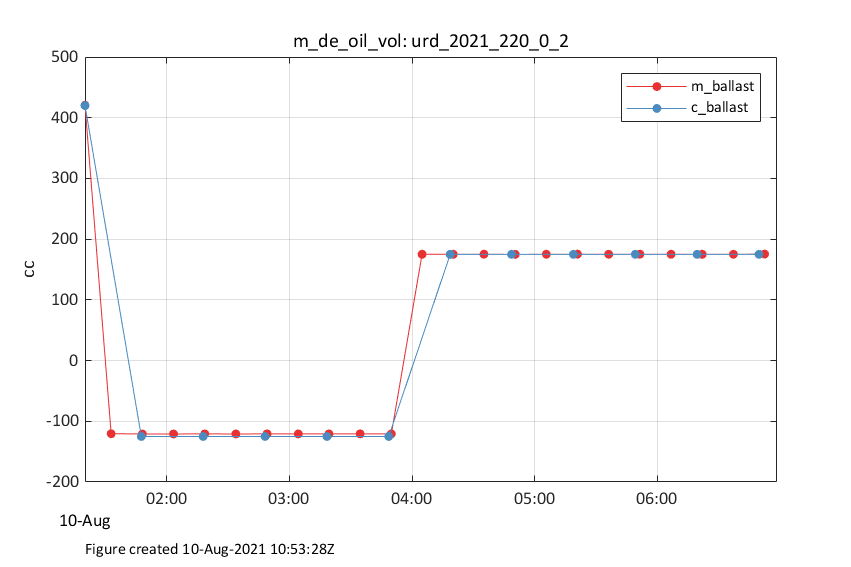 m_de_oil_vol: urd_2021_220_0_2
500
400
300
200
100
0
-100
-200
cc
m_ballast
c_ballast
02:00 03:00 04:00 05:00 06:00
10-Aug
Figure created 10-Aug-2021 10:53:28Z